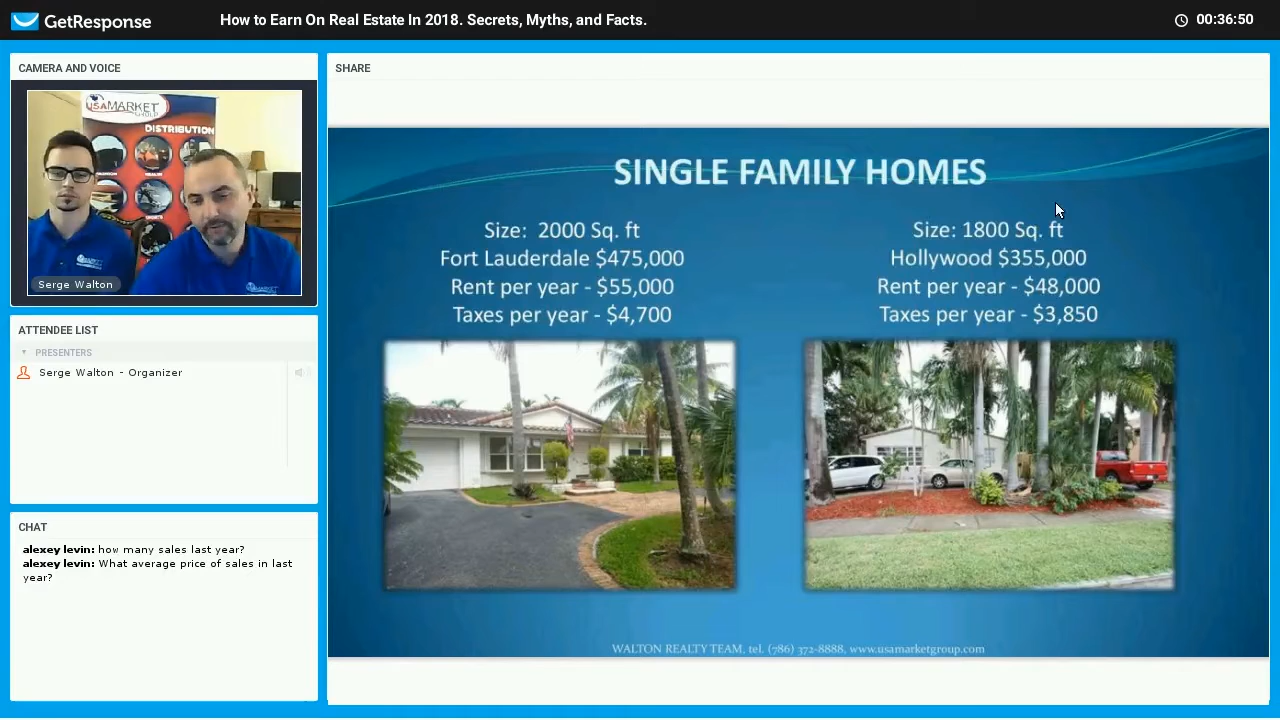 GetResponse
How to Earn On Real Estate In 2018. Secrets, Myths, and Facts.
00:36:50
CAMERA AND VOICE
USAMARKET
GROUP
DISTRIBUTION
Serge Walton
ATTENDEE LIST
PRESENTERS
Serge Walton - Organizer
CHAT
alexey levin: how many sales last year?
alexey levin: What average price of sales in last
year?
SHARE
SINGLE FAMILY HOMES
Size: 2000 Sq. ft
Fort Lauderdale $475,000
Rent per year - $55,000
Taxes per year - $4,700
Size: 1800 Sq. ft
Hollywood $355,000
Rent per year - $48,000
Taxes per year - $3,850
WALTON REALTY TEAM, tel. (786) 372-8888, www.usamarketgroup.com